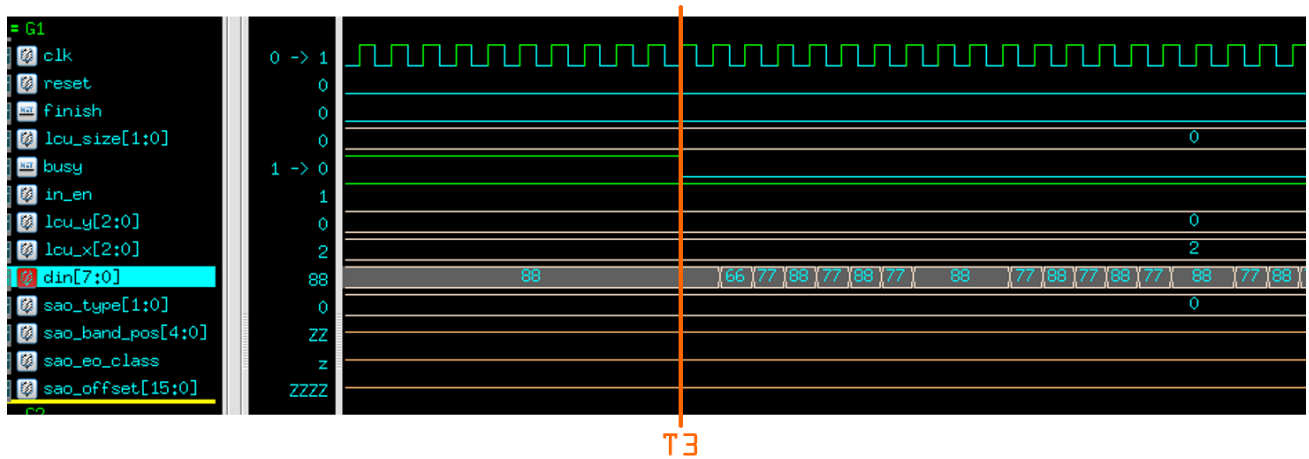 = G1
clk 0 -> 1
reset 0
finish 0
lcu_size[1:0] 0 0
busy 1 -> 0
in_en 1
lcu_y[2:0] 0 0
lcu_x[2:0] 2 2
din[7:0] 88 88 66 77 88 77 88 77 88 77 88 77 88 77 88 77 88
sao_type[1:0] 0 0
sao_band_pos[4:0] ZZ
sao_eo_class z
sao_offset[15:0] ZZZZ
T3